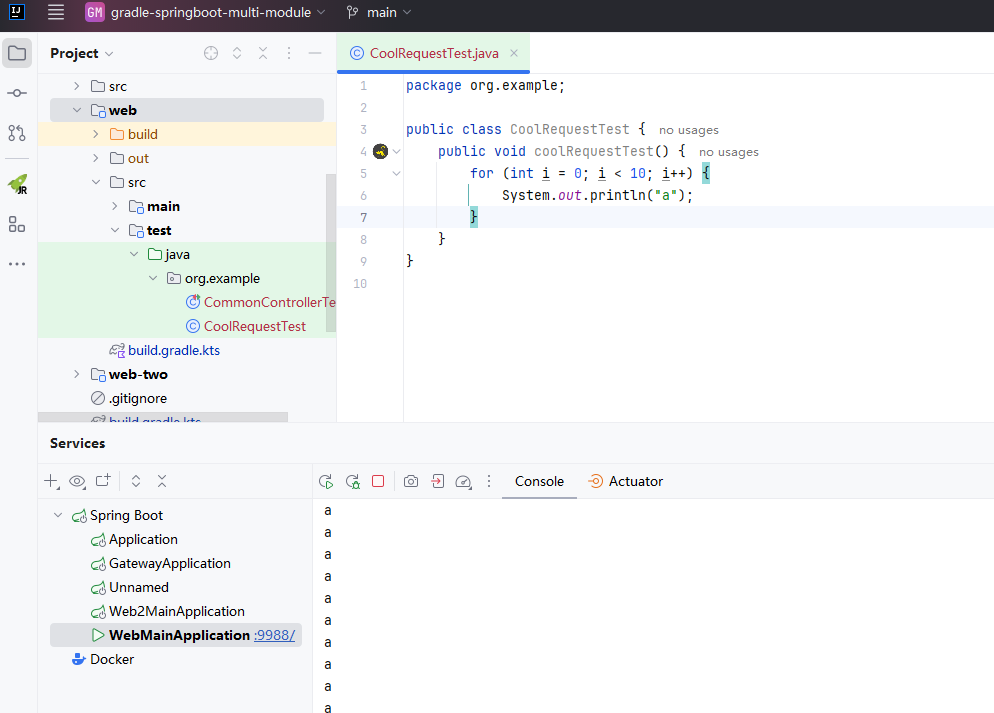 IJ GM gradle-springboot-multi-module main
Project
CoolRequestTest.java
src
web
build
out
src
main
test
java
org.example
CommonControllerTe
CoolRequestTest
build.gradle.kts
web-two
.gitignore
build.gradle.kts
JR
1 package org.example;
2
3 public class CoolRequestTest { no usages
4 public void coolRequestTest() { no usages
5 for (int i = 0; i < 10; i++) {
6 System.out.println("a");
7 }
8 }
9 }
10
Services
Console
Actuator
Spring Boot
Application
GatewayApplication
Unnamed
Web2MainApplication
WebMainApplication :9988/
Docker
a
a
a
a
a
a
a
a
a
a